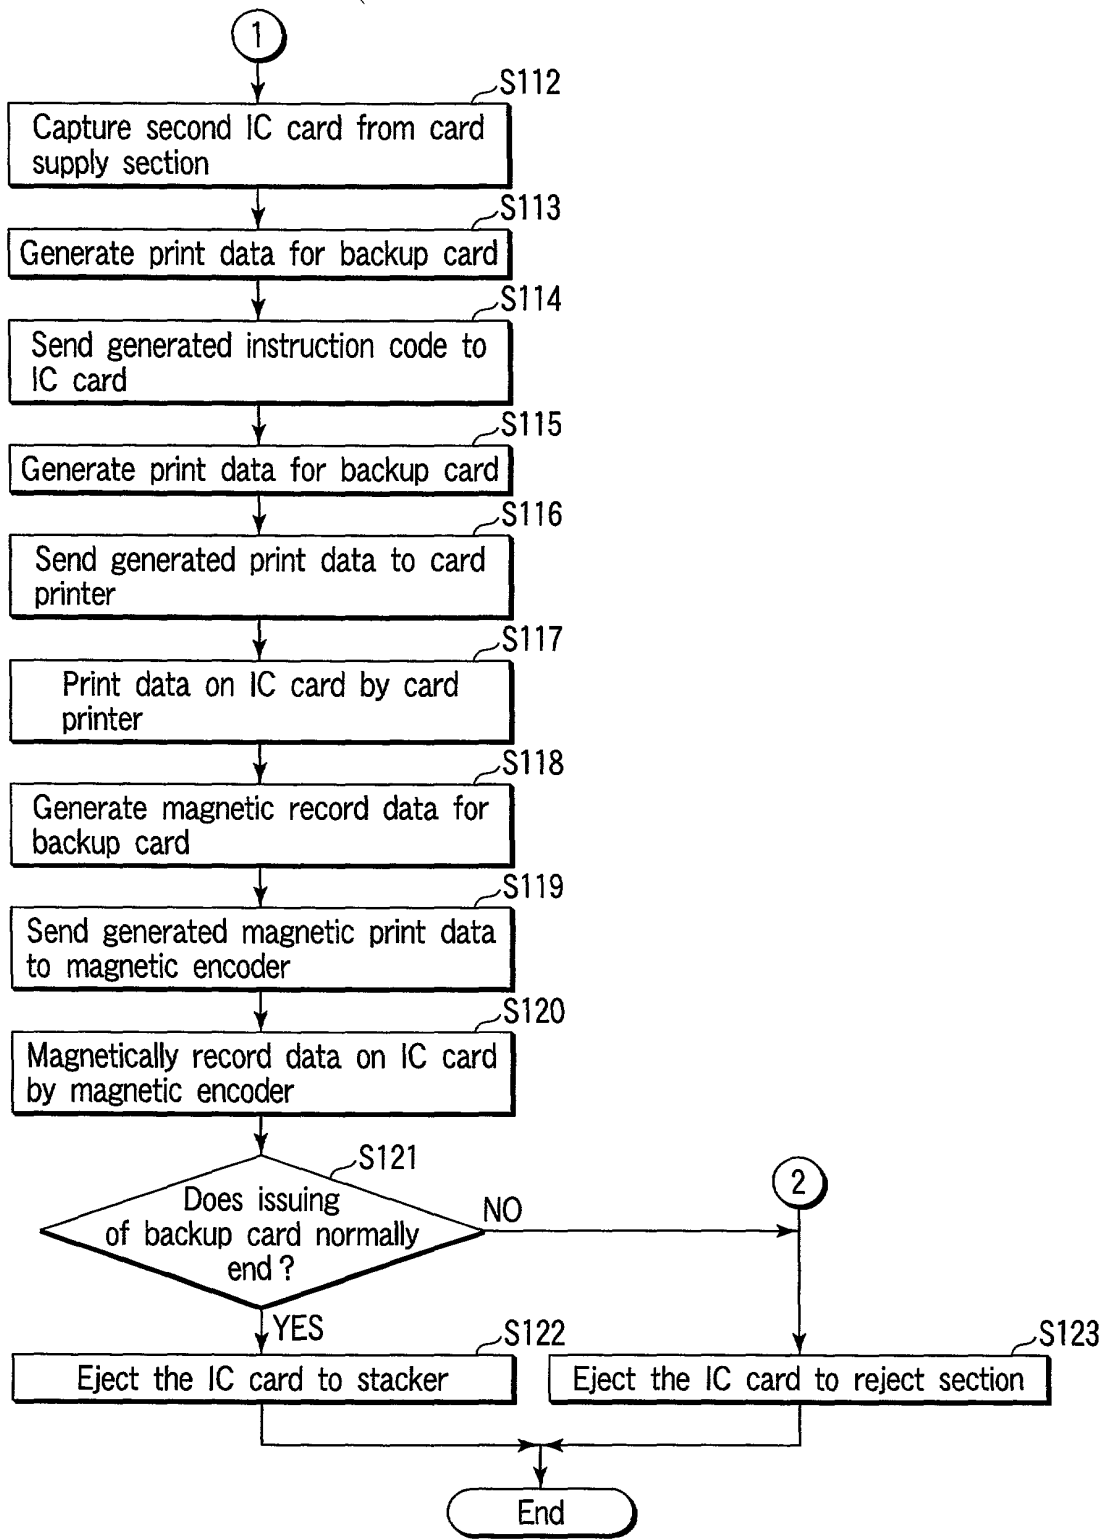 1
S112
Capture second IC card from card
supply section
S113
Generate print data for backup card
S114
Send generated instruction code to
IC card
S115
Generate print data for backup card
S116
Send generated print data to card
printer
S117
Print data on IC card by card
printer
S118
Generate magnetic record data for
backup card
S119
Send generated magnetic print data
to magnetic encoder
S120
Magnetically record data on IC card
by magnetic encoder
S121
Does issuing
of backup card normally
end?
NO
2
YES
S122
Eject the IC card to stacker
S123
Eject the IC card to reject section
End